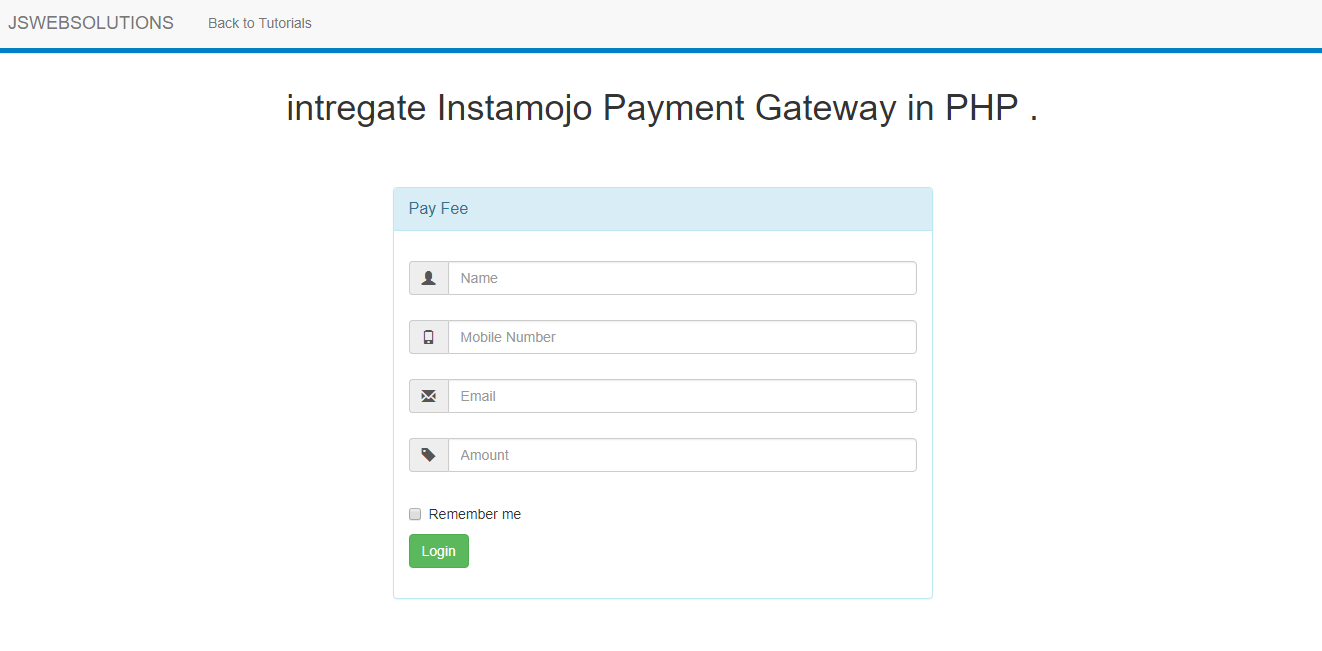 JSWEBSOLUTIONS Back to Tutorials
intregate Instamojo Payment Gateway in PHP .
Pay Fee
Name
Mobile Number
Email
Amount
Remember me
Login